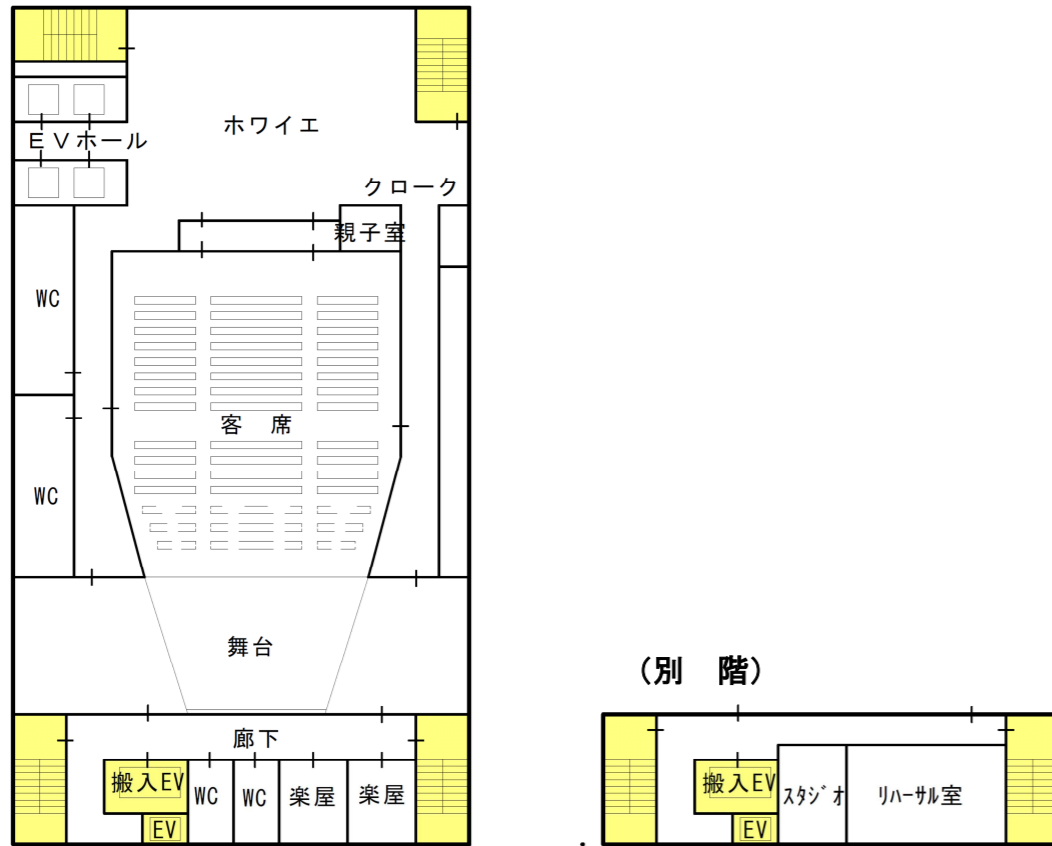 ホワイエ
ＥＶホール
クローク
親子室
WC
客　席
WC
舞台
廊下
搬入EV
WC
WC
楽屋
楽屋
EV
(別　階)
搬入EV
スタジオ
リハーサル室
EV